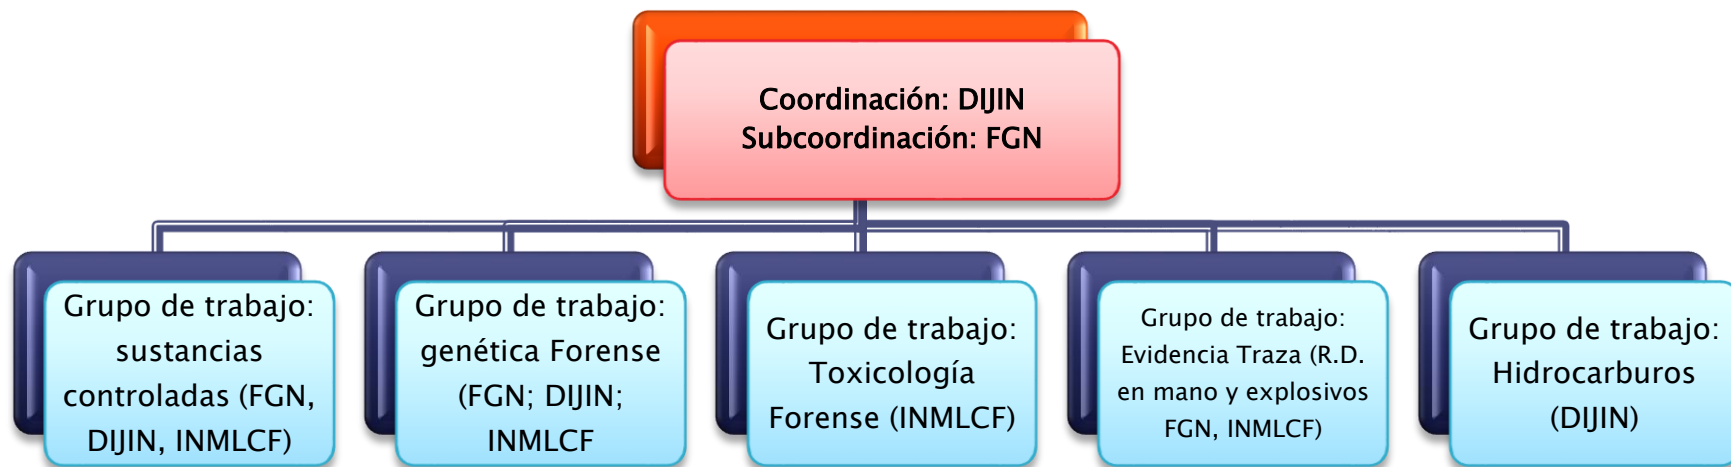 Coordinación: DIJIN
Subcoordinación: FGN
Grupo de trabajo:
sustancias
controladas (FGN,
DIJIN, INMLCF)
Grupo de trabajo:
genética Forense
(FGN; DIJIN;
INMLCF
Grupo de trabajo:
Toxicología
Forense (INMLCF)
Grupo de trabajo:
Evidencia Traza (R.D.
en mano y explosivos
FGN, INMLCF)
Grupo de trabajo:
Hidrocarburos
(DIJIN)